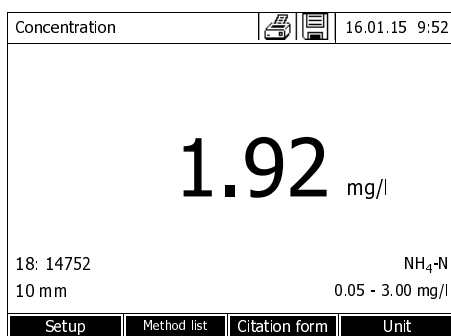 Concentration 16.01.15 9:52
1.92 mg/l
18: 14752 NH₄-N
10 mm 0.05 - 3.00 mg/l
Setup Method list Citation form Unit